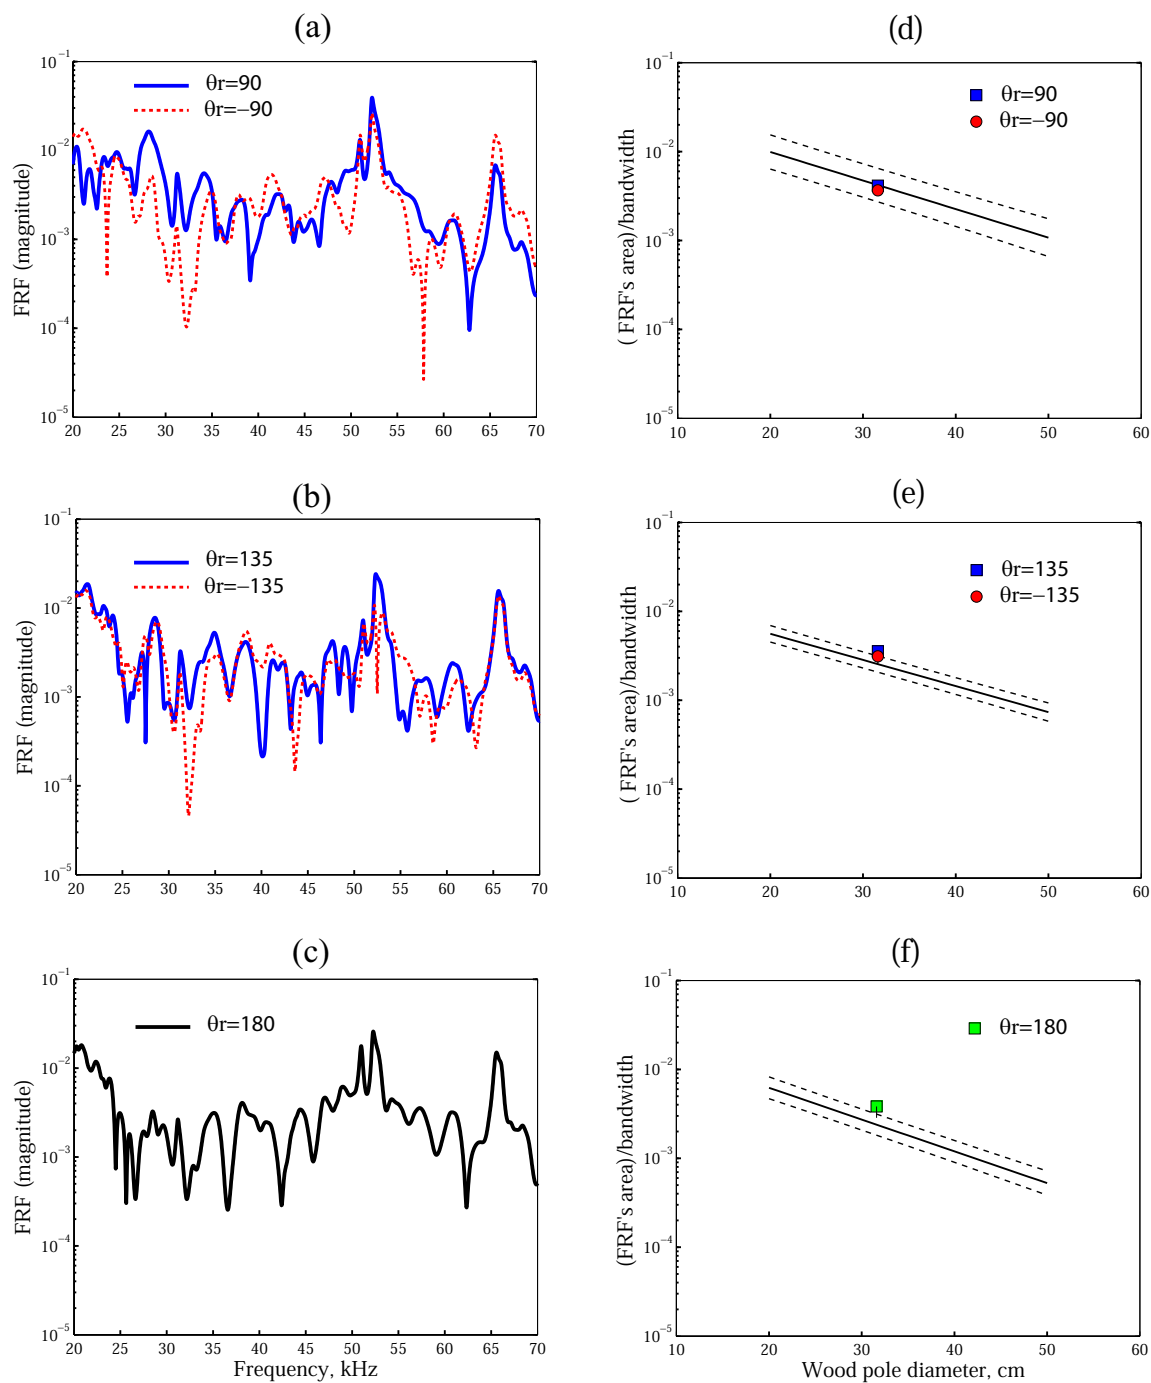 (a)
10⁻¹
10⁻²
10⁻³
10⁻⁴
10⁻⁵
FRF (magnitude)
θr=90
θr=−90
20 25 30 35 40 45 50 55 60 65 70
(d)
10⁻¹
10⁻²
10⁻³
10⁻⁴
10⁻⁵
( FRF's area)/bandwidth
θr=90
θr=−90
10 20 30 40 50 60
(b)
10⁻¹
10⁻²
10⁻³
10⁻⁴
10⁻⁵
FRF (magnitude)
θr=135
θr=−135
20 25 30 35 40 45 50 55 60 65 70
(e)
10⁻¹
10⁻²
10⁻³
10⁻⁴
10⁻⁵
( FRF's area)/bandwidth
θr=135
θr=−135
10 20 30 40 50 60
(c)
10⁻¹
10⁻²
10⁻³
10⁻⁴
10⁻⁵
FRF (magnitude)
θr=180
20 25 30 35 40 45 50 55 60 65 70
Frequency, kHz
(f)
10⁻¹
10⁻²
10⁻³
10⁻⁴
10⁻⁵
(FRF's area)/bandwidth
θr=180
10 20 30 40 50 60
Wood pole diameter, cm